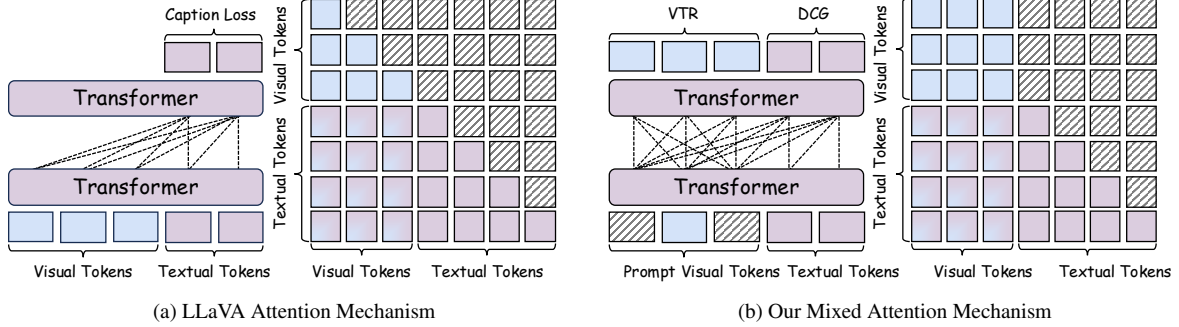 Caption Loss
Transformer
Transformer
Visual Tokens
Textual Tokens
Visual Tokens
Textual Tokens
Visual Tokens
Textual Tokens
(a) LLaVA Attention Mechanism
VTR
DCG
Transformer
Transformer
Prompt Visual Tokens
Textual Tokens
Visual Tokens
Textual Tokens
Visual Tokens
Textual Tokens
(b) Our Mixed Attention Mechanism